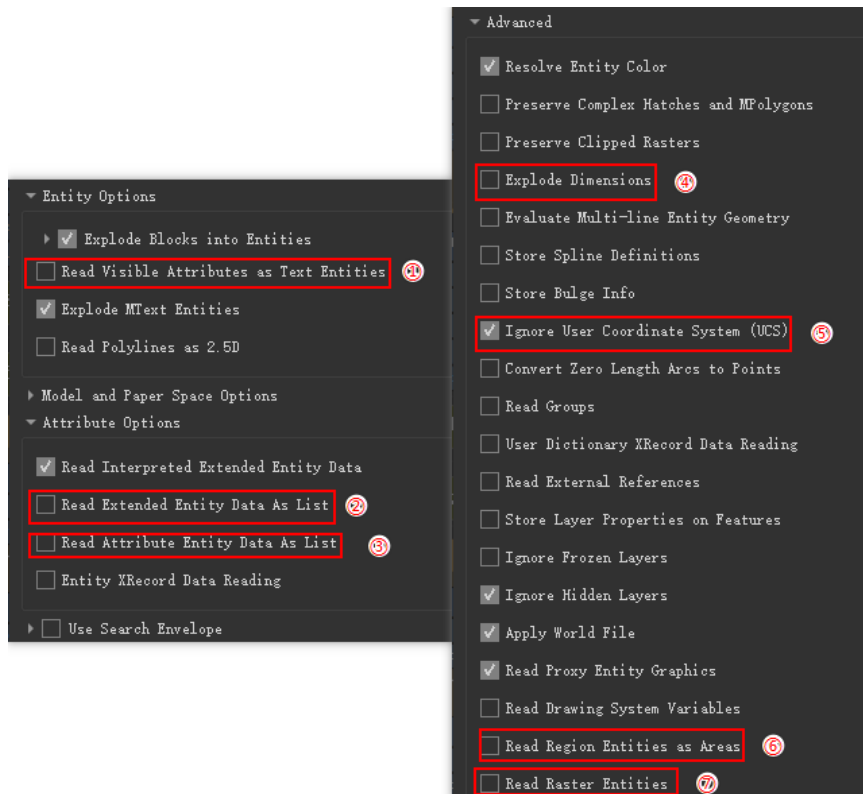 Entity Options
Explode Blocks into Entities
Read Visible Attributes as Text Entities ①
Explode MText Entities
Read Polylines as 2.5D
Model and Paper Space Options
Attribute Options
Read Interpreted Extended Entity Data
Read Extended Entity Data As List ②
Read Attribute Entity Data As List ③
Entity XRecord Data Reading
Use Search Envelope
Advanced
Resolve Entity Color
Preserve Complex Hatches and MPolygons
Preserve Clipped Rasters
Explode Dimensions ④
Evaluate Multi-line Entity Geometry
Store Spline Definitions
Store Bulge Info
Ignore User Coordinate System (UCS) ⑤
Convert Zero Length Arcs to Points
Read Groups
User Dictionary XRecord Data Reading
Read External References
Store Layer Properties on Features
Ignore Frozen Layers
Ignore Hidden Layers
Apply World File
Read Proxy Entity Graphics
Read Drawing System Variables
Read Region Entities as Areas ⑥
Read Raster Entities ⑦